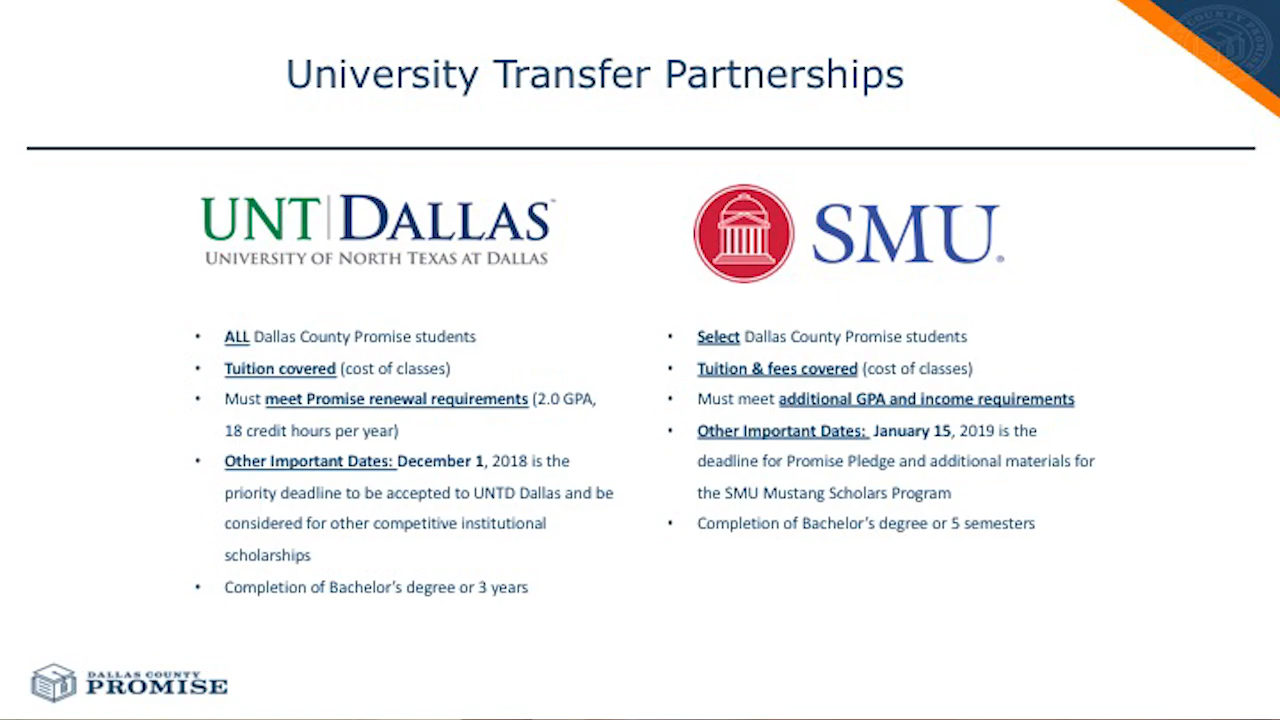 University Transfer Partnerships
UNT DALLAS™
UNIVERSITY OF NORTH TEXAS AT DALLAS
• ALL Dallas County Promise students
• Tuition covered (cost of classes)
• Must meet Promise renewal requirements (2.0 GPA,
18 credit hours per year)
• Other Important Dates: December 1, 2018 is the
priority deadline to be accepted to UNTD Dallas and be
considered for other competitive institutional
scholarships
• Completion of Bachelor's degree or 3 years
SMU®
• Select Dallas County Promise students
• Tuition & fees covered (cost of classes)
• Must meet additional GPA and income requirements
• Other Important Dates: January 15, 2019 is the
deadline for Promise Pledge and additional materials for
the SMU Mustang Scholars Program
• Completion of Bachelor's degree or 5 semesters
DALLAS COUNTY
PROMISE